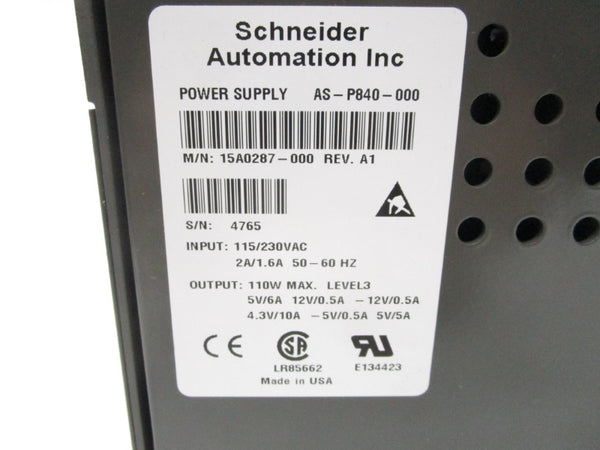 Schneider
Automation Inc
POWER SUPPLY AS-P840-000
M/N: 15A0287-000 REV. A1
S/N: 4765
INPUT: 115/230VAC
2A/1.6A 50-60 HZ
OUTPUT: 110W MAX. LEVEL3
5V/6A 12V/0.5A -12V/0.5A
4.3V/10A -5V/0.5A 5V/5A
CE SA RU
LR85662 E134423
Made in USA